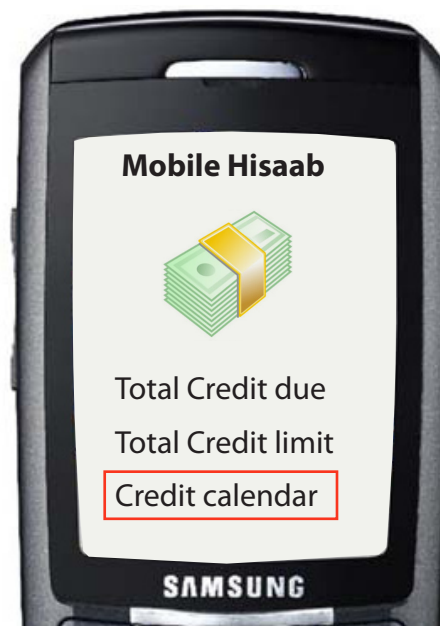 Mobile Hisaab
Total Credit due
Total Credit limit
Credit calendar
SAMSUNG